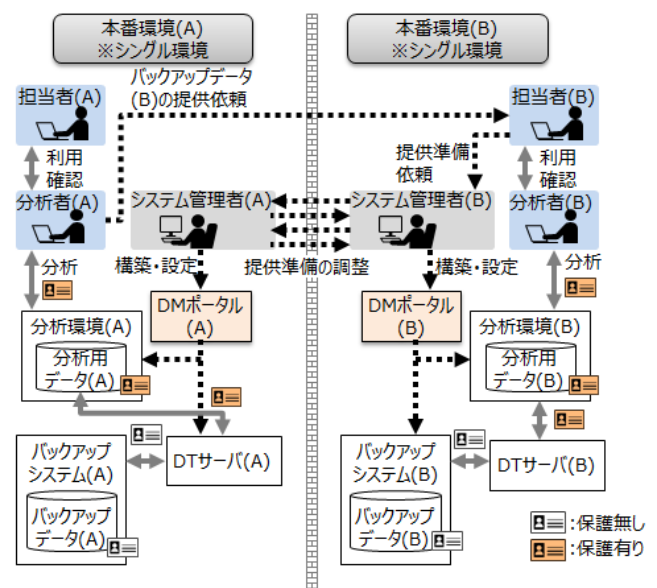 本番環境(A)
※シングル環境
本番環境(B)
※シングル環境
バックアップデータ
(B)の提供依頼
担当者(A)
担当者(B)
利用
確認
提供準備
依頼
利用
確認
分析者(A)
システム管理者(A)
システム管理者(B)
分析者(B)
分析
構築・設定
提供準備の調整
構築・設定
分析
DMポータル
(A)
DMポータル
(B)
分析環境(A)
分析用
データ(A)
分析環境(B)
分析用
データ(B)
バックアップ
システム(A)
DTサーバ(A)
バックアップ
データ(A)
バックアップ
システム(B)
DTサーバ(B)
バックアップ
データ(B)
:保護無し
:保護有り